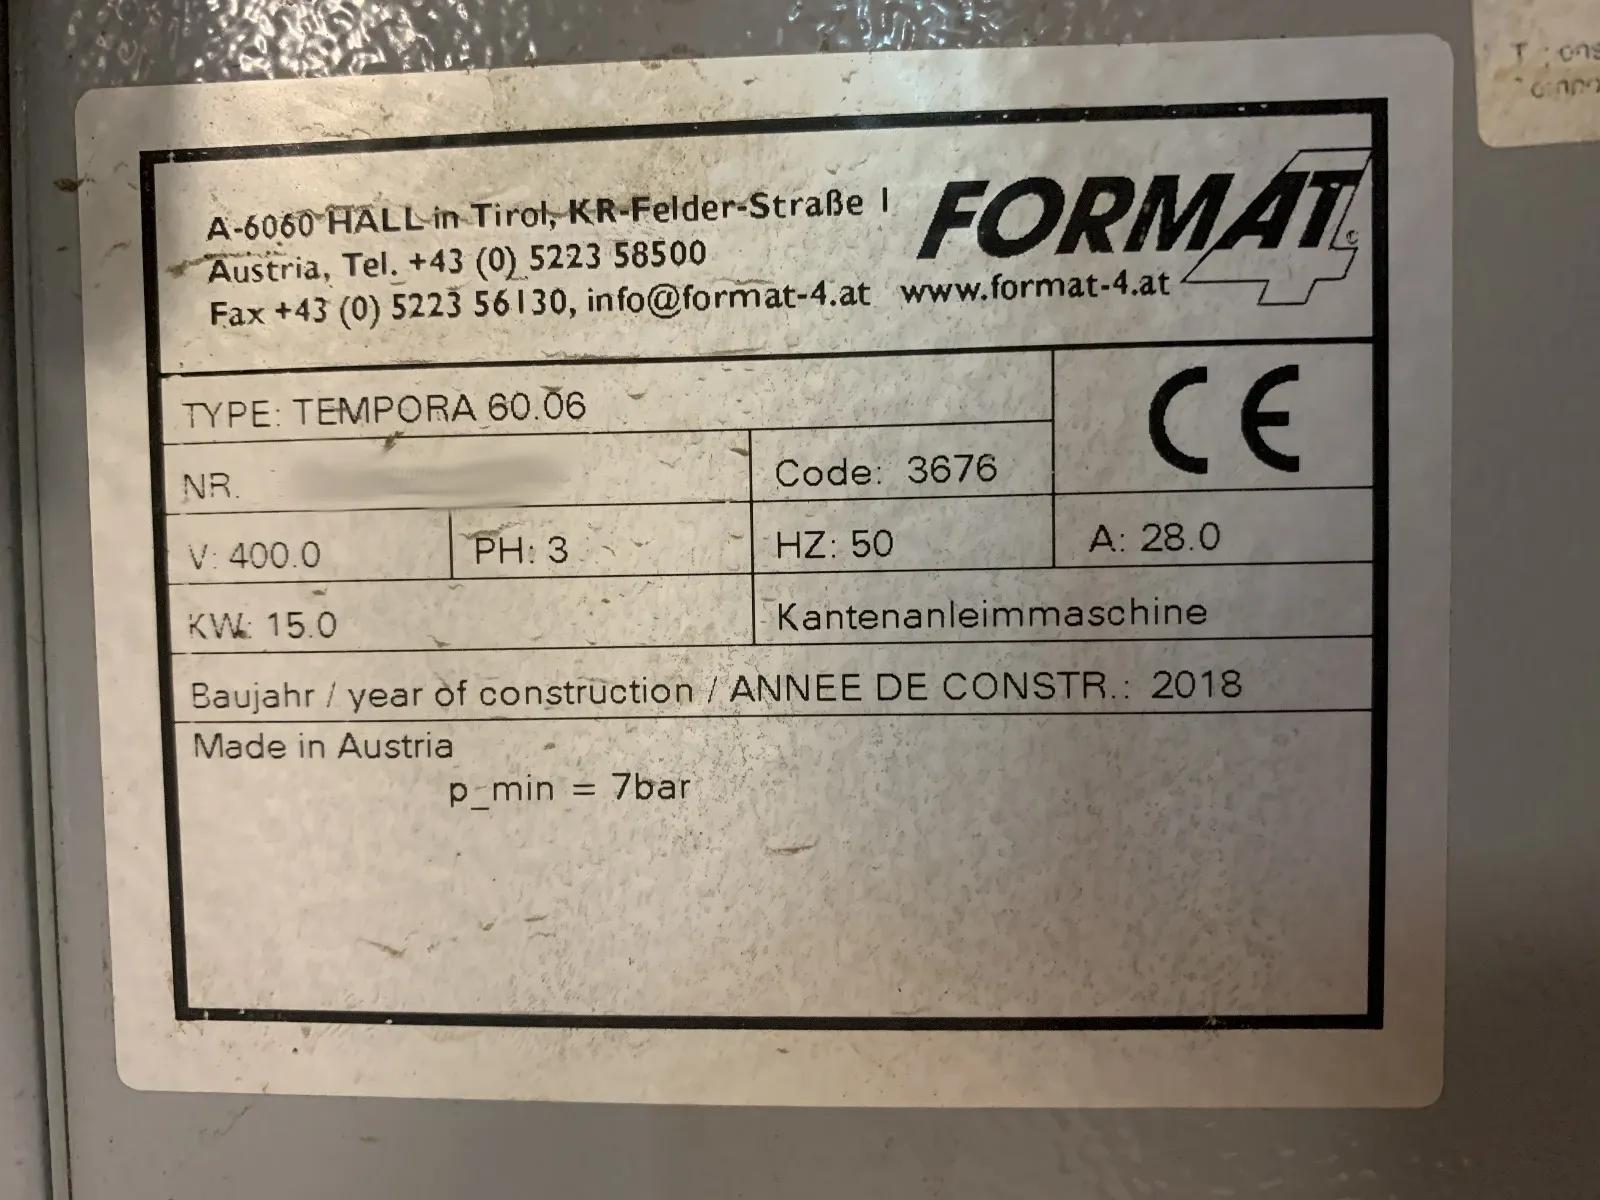 A-6060 HALL in Tirol, KR-Felder-Straße 1
Austria, Tel. +43 (0) 5223 58500
Fax +43 (0) 5223 56130, info@format-4.at www.format-4.at
FORMAT 4
TYPE: TEMPORA 60.06
CE
NR.
Code: 3676
V: 400.0
PH: 3
HZ: 50
A: 28.0
KW: 15.0
Kantenanleimmaschine
Baujahr / year of construction / ANNEE DE CONSTR.: 2018
Made in Austria
p_min = 7bar